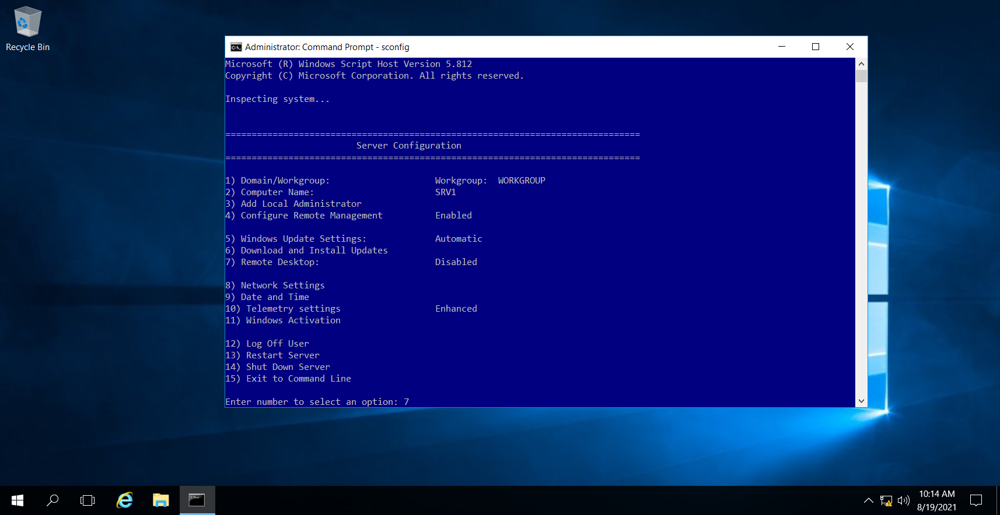 Recycle Bin
Administrator: Command Prompt - sconfig
Microsoft (R) Windows Script Host Version 5.812
Copyright (C) Microsoft Corporation. All rights reserved.
Inspecting system...
===============================================================================
Server Configuration
===============================================================================
1) Domain/Workgroup: Workgroup: WORKGROUP
2) Computer Name: SRV1
3) Add Local Administrator
4) Configure Remote Management Enabled
5) Windows Update Settings: Automatic
6) Download and Install Updates
7) Remote Desktop: Disabled
8) Network Settings
9) Date and Time
10) Telemetry settings Enhanced
11) Windows Activation
12) Log Off User
13) Restart Server
14) Shut Down Server
15) Exit to Command Line
Enter number to select an option: 7
10:14 AM
8/19/2021